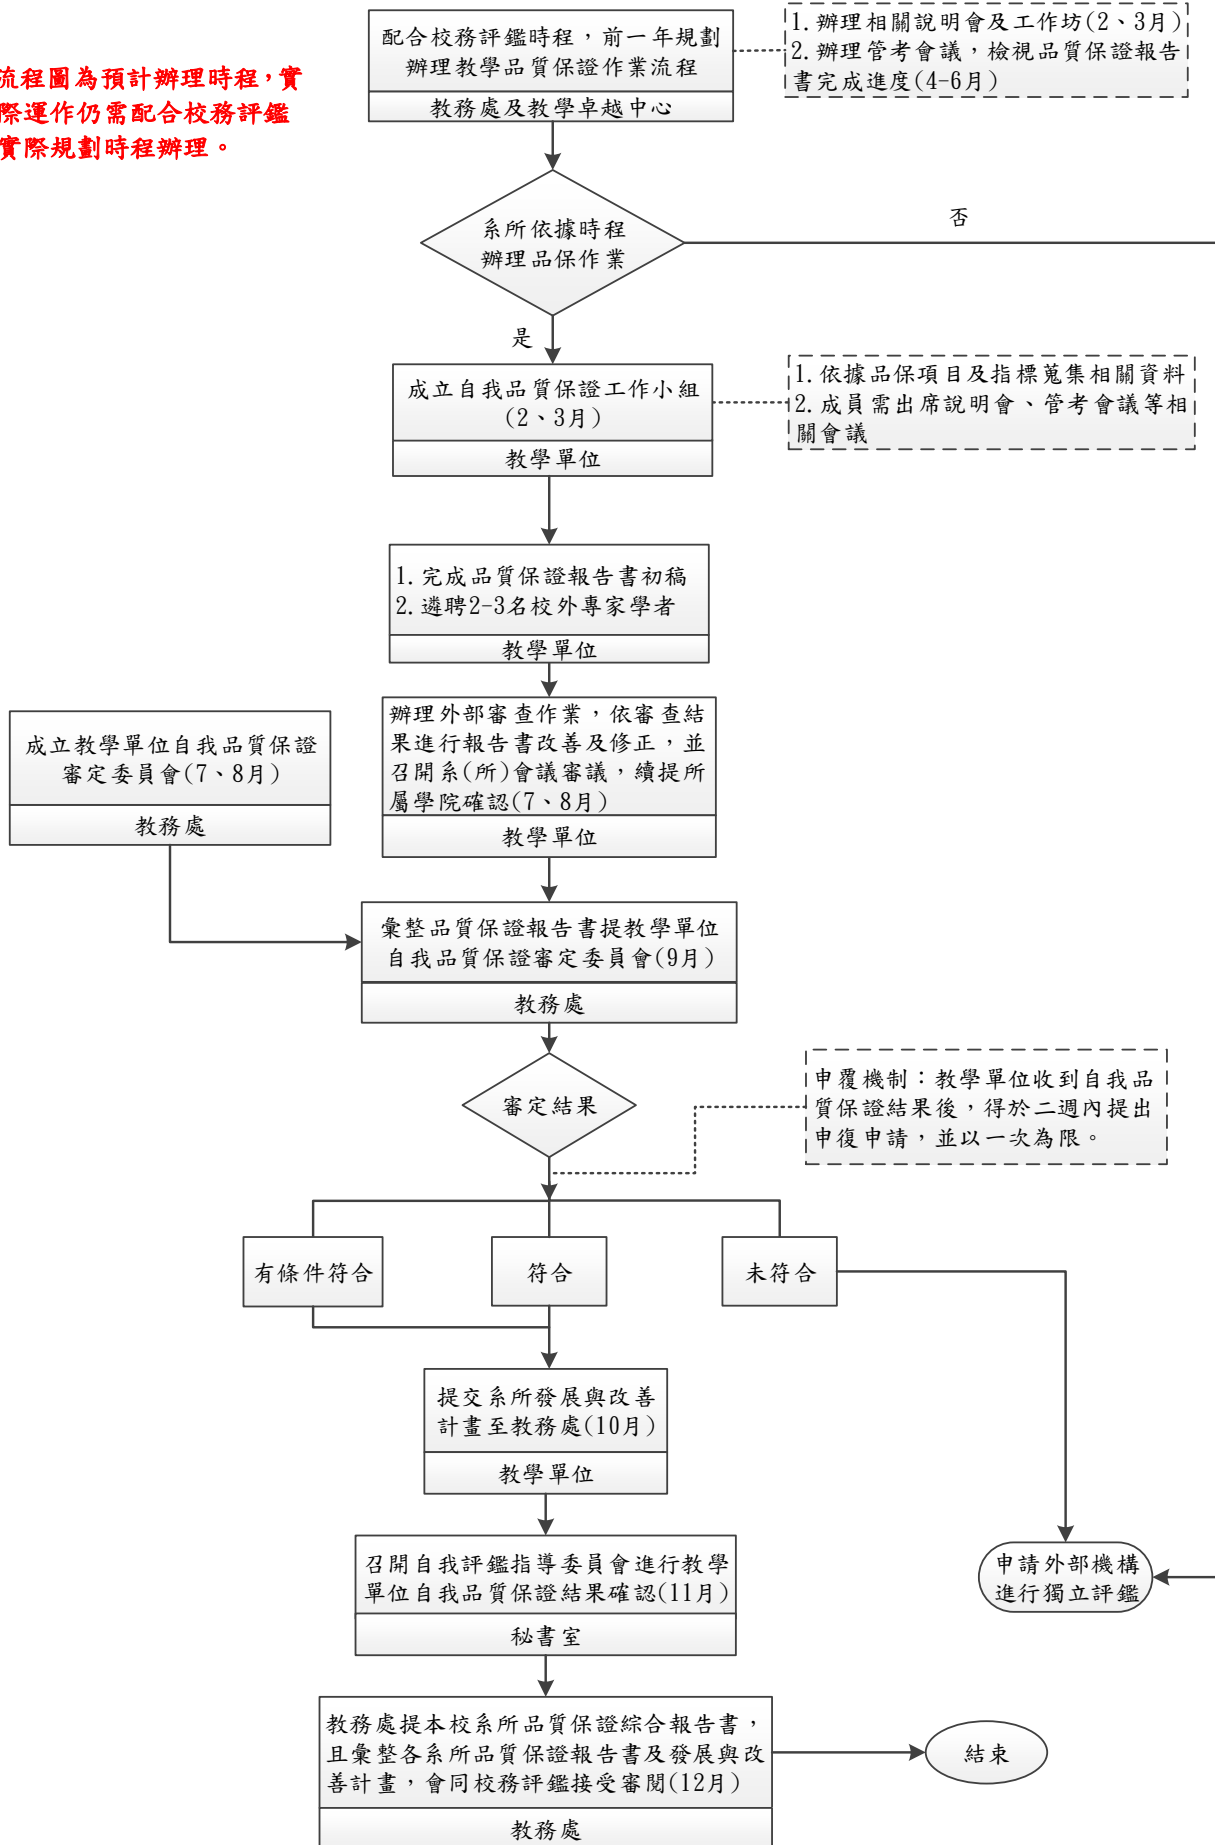 配合校務評鑑時程，前一年規劃
辦理教學品質保證作業流程
教務處及教學卓越中心
1.辦理相關說明會及工作坊(2、3月)
2.辦理管考會議，檢視品質保證報告
書完成進度(4-6月)
流程圖為預計辦理時程，實
際運作仍需配合校務評鑑
實際規劃時程辦理。
系所依據時程
辦理品保作業
否
是
成立自我品質保證工作小組
(2、3月)
教學單位
1.依據品保項目及指標蒐集相關資料
2.成員需出席說明會、管考會議等相
關會議
1.完成品質保證報告書初稿
2.遴聘2-3名校外專家學者
教學單位
辦理外部審查作業，依審查結
果進行報告書改善及修正，並
召開系(所)會議審議，續提所
屬學院確認(7、8月)
教學單位
成立教學單位自我品質保證
審定委員會(7、8月)
教務處
彙整品質保證報告書提教學單位
自我品質保證審定委員會(9月)
教務處
審定結果
申覆機制：教學單位收到自我品
質保證結果後，得於二週內提出
申復申請，並以一次為限。
有條件符合
符合
未符合
提交系所發展與改善
計畫至教務處(10月)
教學單位
召開自我評鑑指導委員會進行教學
單位自我品質保證結果確認(11月)
秘書室
申請外部機構
進行獨立評鑑
教務處提本校系所品質保證綜合報告書，
且彙整各系所品質保證報告書及發展與改
善計畫，會同校務評鑑接受審閱(12月)
教務處
結束